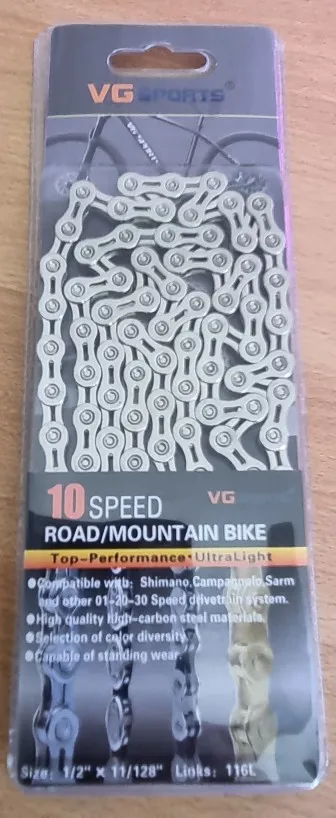 VG SPORTS®
10 SPEED VG
ROAD/MOUNTAIN BIKE
Top-Performance·UltraLight
●Compatible with: Shimano,Campagnolo,Sarm
and other 01-20-30 Speed drivetrain system.
●High quality high-carbon steel materials.
●Selection of color diversity
●Capable of standing wear.
Size: 1/2" × 11/128" Links: 116L